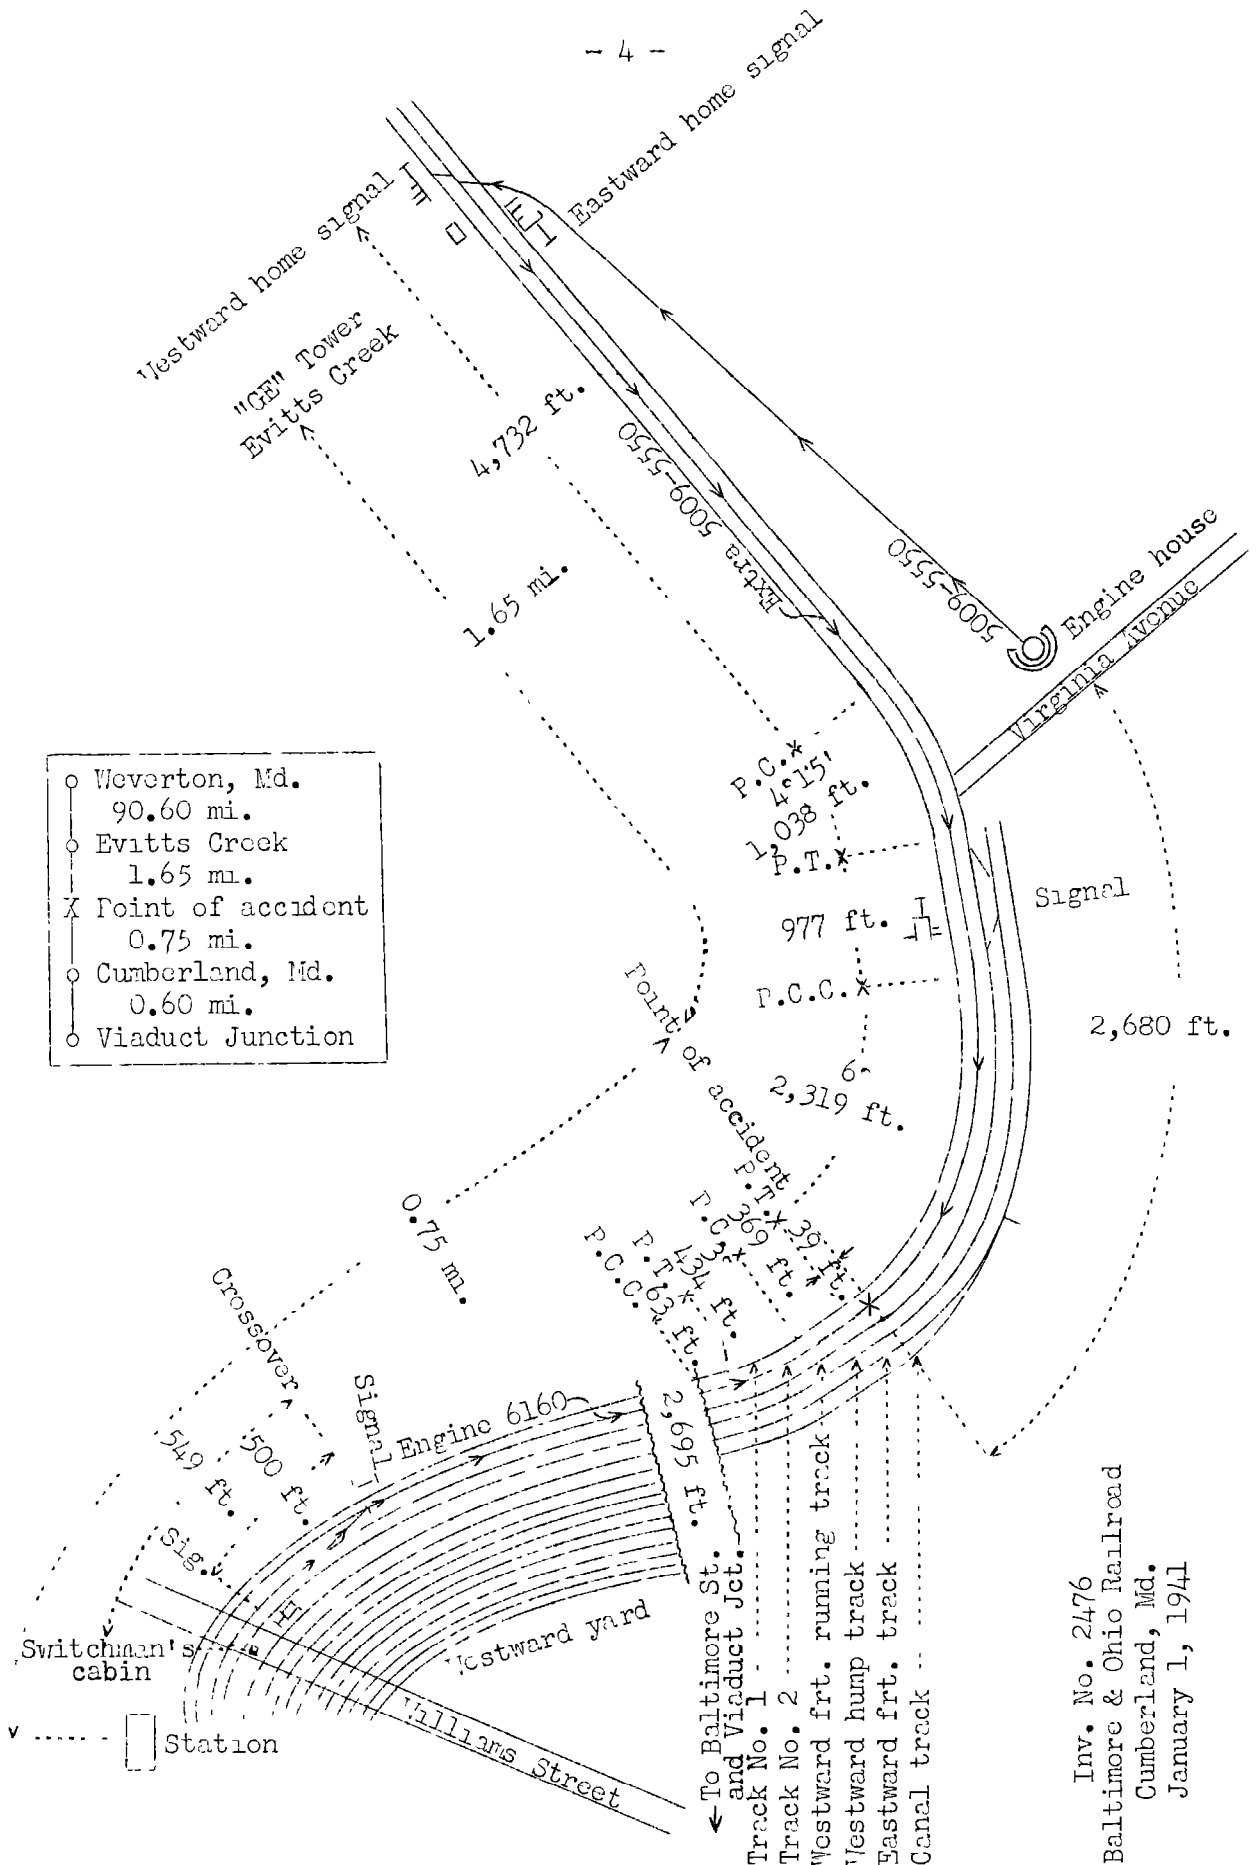 - 4 -
Westward home signal
Eastward home signal
"GE" Tower
Evitts Creek
4,732 ft.
1.65 mi.
Extra 5009-5550
5009-5550
Engine house
Virginia Avenue
Weverton, Md.
90.60 mi.
Evitts Creek
1.65 mi.
X Point of accident
0.75 mi.
Cumberland, Md.
0.60 mi.
Viaduct Junction
P.C.
4°15'
1,038 ft.
P.T.
977 ft.
Signal
P.C.C.
6°
2,319 ft.
2,680 ft.
Point of accident
P.T.
39 ft.
369 ft.
P.C.
3°
434 ft.
P.T.
63 ft.
P.C.C.
0.75 mi.
Crossover
Signal
Engine 6160
2,695 ft.
549 ft.
500 ft.
Sig.
Switchman's
cabin
Station
Westward yard
Williams Street
To Baltimore St.
and Viaduct Jct.
Track No. 1
Track No. 2
Westward frt. running track
Westward hump track
Eastward frt. track
Canal track
Inv. No. 2476
Baltimore & Ohio Railroad
Cumberland, Md.
January 1, 1941